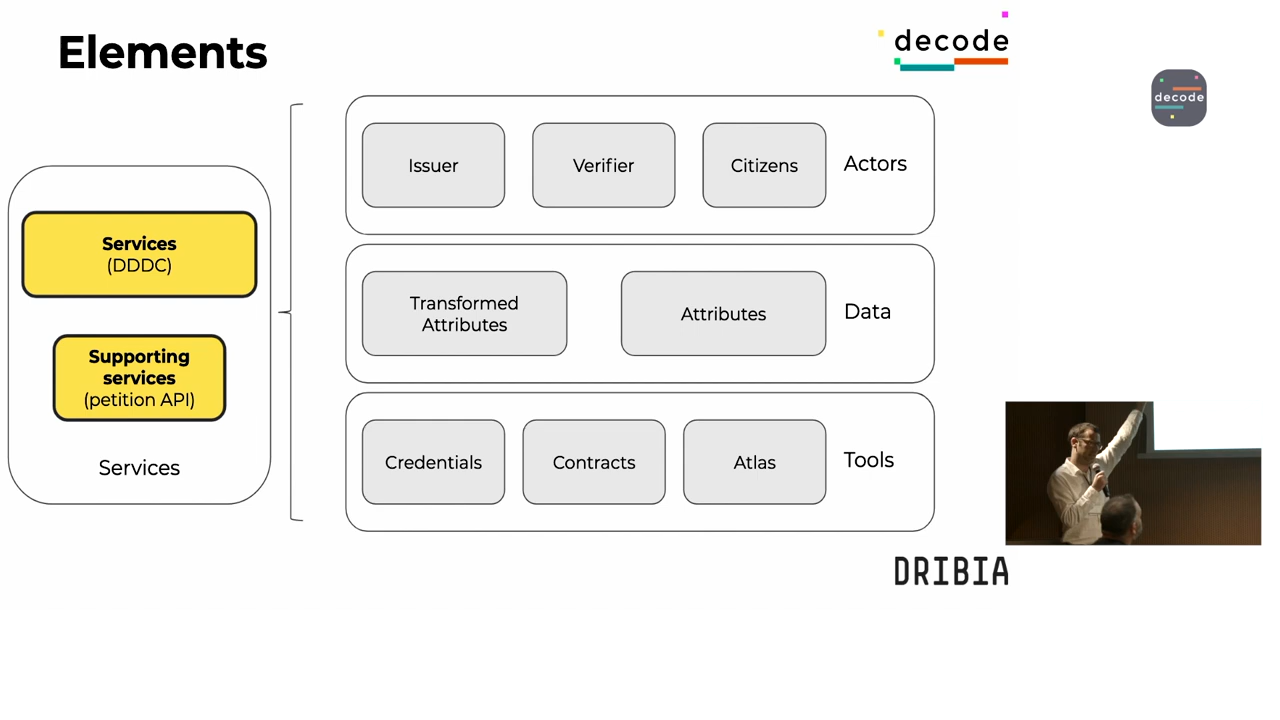 Elements
decode
decode
Services
(DDDC)
Supporting
services
(petition API)
Services
Issuer
Verifier
Citizens
Actors
Transformed
Attributes
Attributes
Data
Credentials
Contracts
Atlas
Tools
DRIBIA